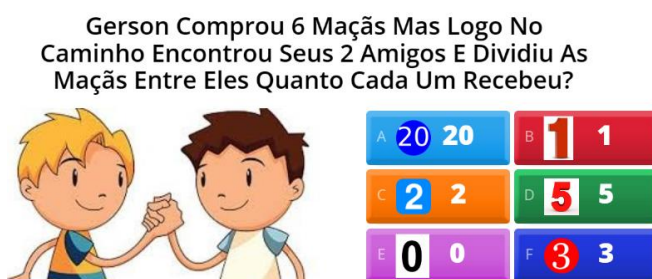 Gerson Comprou 6 Maçãs Mas Logo No
Caminho Encontrou Seus 2 Amigos E Dividiu As
Maçãs Entre Eles Quanto Cada Um Recebeu?
A 20 20
B 1 1
C 2 2
D 5 5
E 0 0
F 3 3